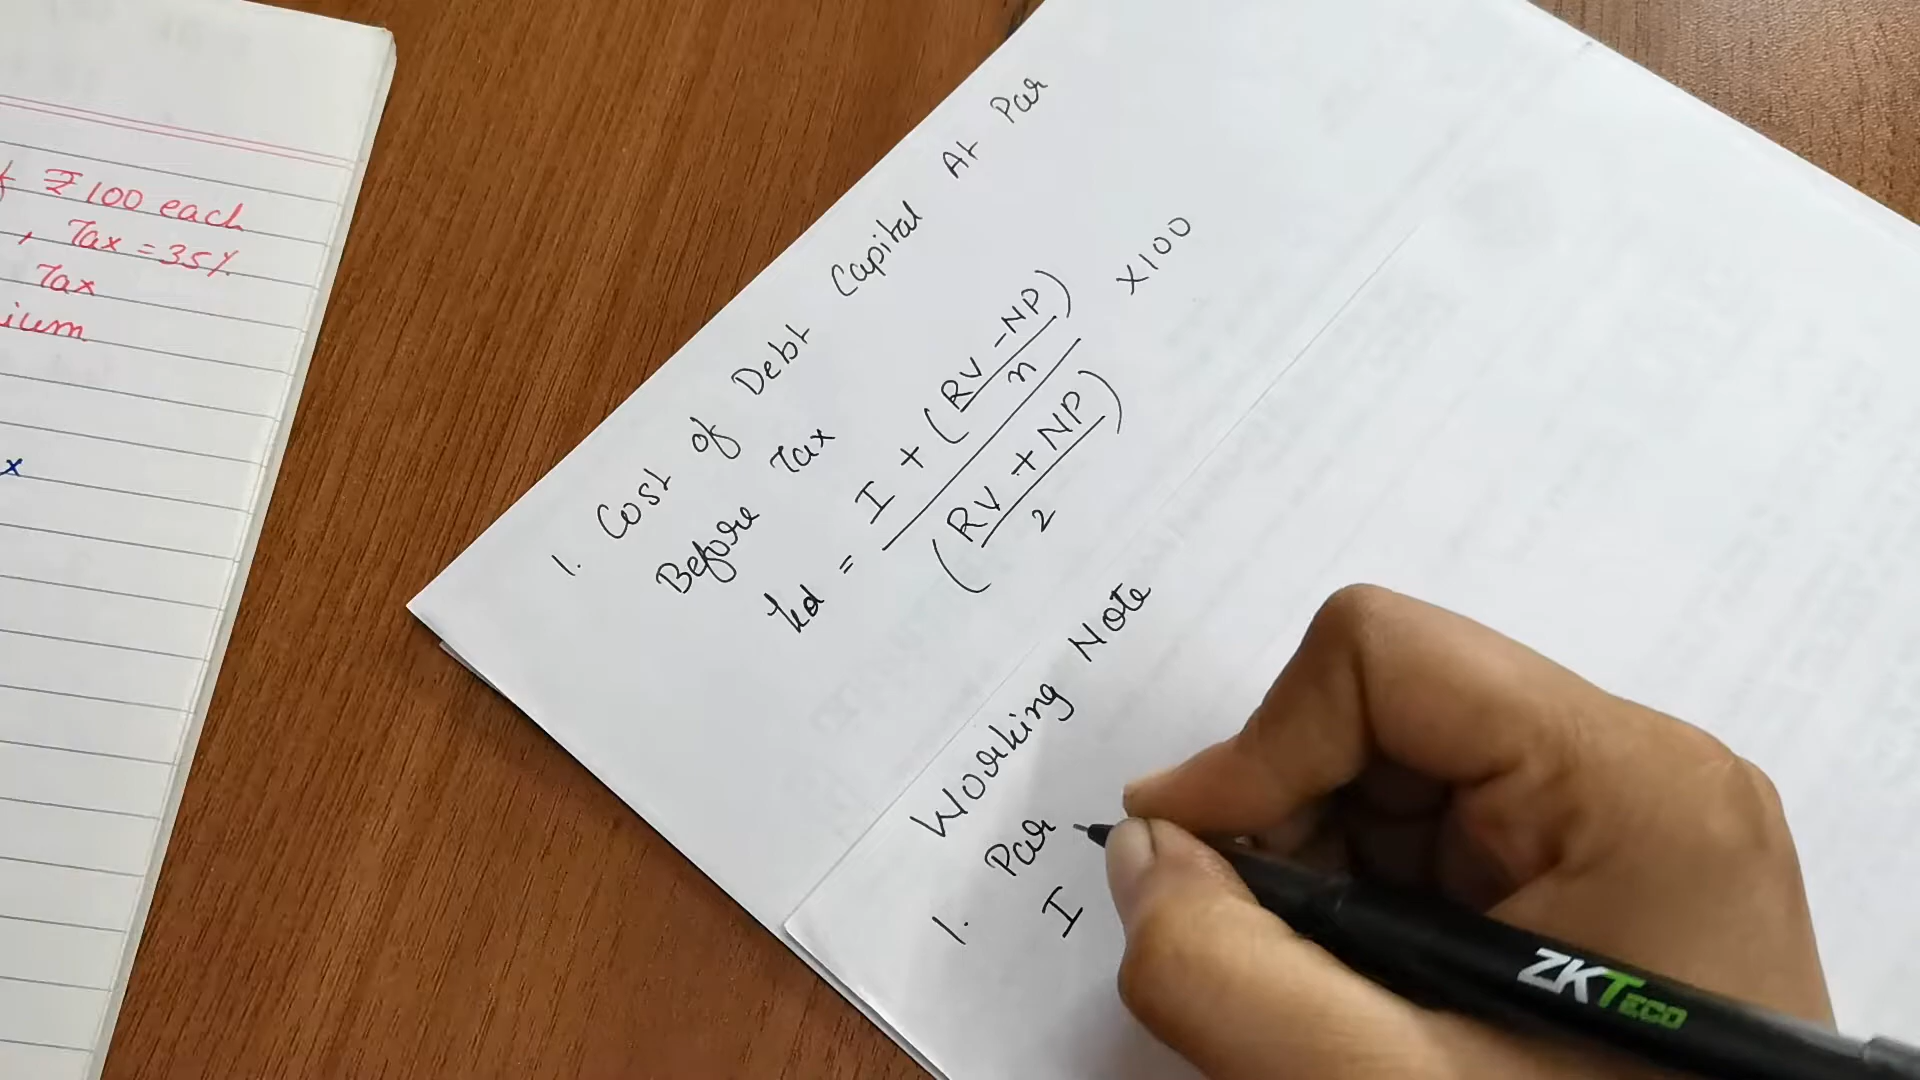 ₹100 each
, Tax = 35%
Tax
ium
x
1. Cost of Debt Capital At Par
Before Tax
kd = I + (RV - NP / n) / (RV + NP / 2) X100
Working Note
1. Par
I
ZKTECO